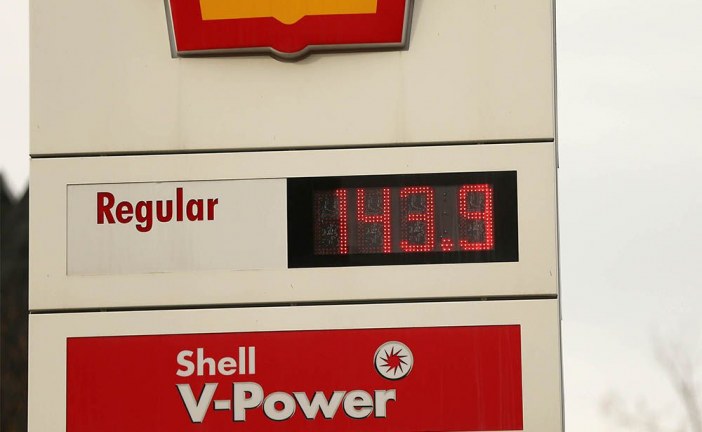 Regular
143.9
Shell
V-Power